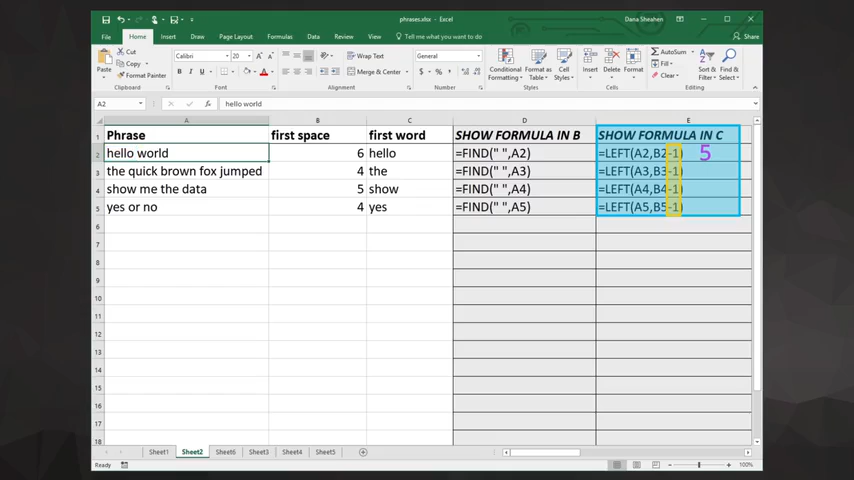 phrases.xlsx - Excel
Dana Sheahen
File Home Insert Page Layout Formulas Data Review View Tell me what you want to do Share
Cut
Copy
Format Painter
Paste
Clipboard
Calibri 20
B I U
Font
Wrap Text
Merge & Center
Alignment
General
$ % ,
Number
Conditional Formatting
Format as Table
Cell Styles
Styles
Insert Delete Format
Cells
AutoSum
Fill
Clear
Sort & Filter
Find & Select
Editing
A2 fx hello world
A B C D E
1 Phrase first space first word SHOW FORMULA IN B SHOW FORMULA IN C
2 hello world 6 hello =FIND(" ",A2) =LEFT(A2,B2-1) 5
3 the quick brown fox jumped 4 the =FIND(" ",A3) =LEFT(A3,B3-1)
4 show me the data 5 show =FIND(" ",A4) =LEFT(A4,B4-1)
5 yes or no 4 yes =FIND(" ",A5) =LEFT(A5,B5-1)
6
7
8
9
10
11
12
13
14
15
16
17
18
Sheet1 Sheet2 Sheet6 Sheet3 Sheet4 Sheet5
Ready 100%